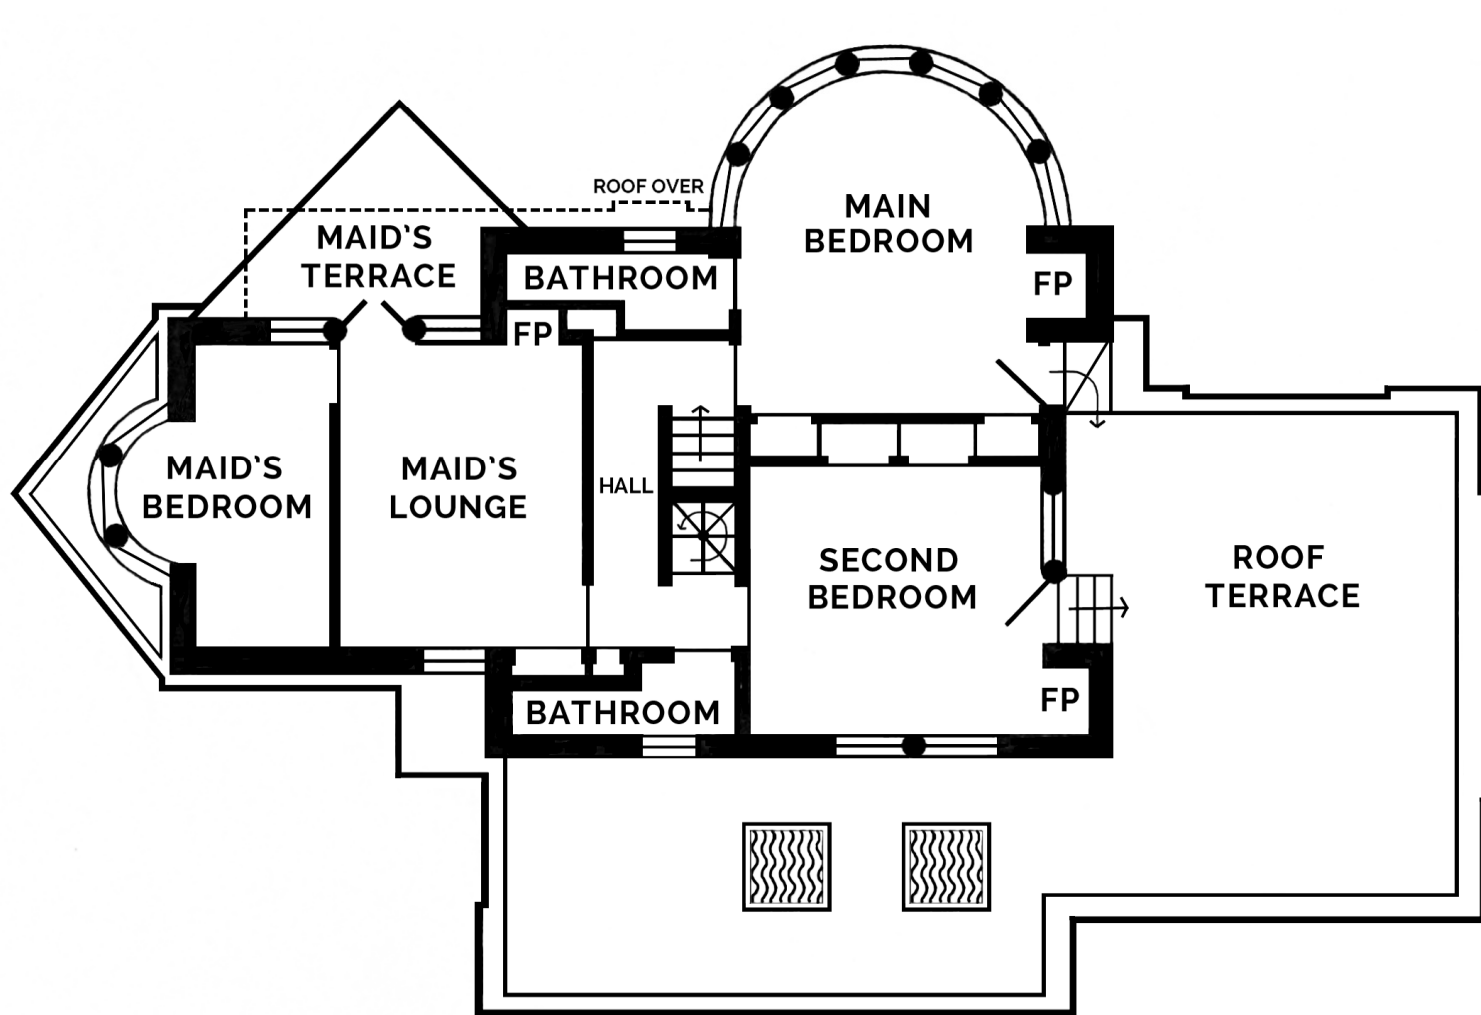 ROOF OVER
MAIN
BEDROOM
MAID'S
TERRACE
BATHROOM
FP
FP
MAID'S
BEDROOM
MAID'S
LOUNGE
HALL
SECOND
BEDROOM
ROOF
TERRACE
BATHROOM
FP